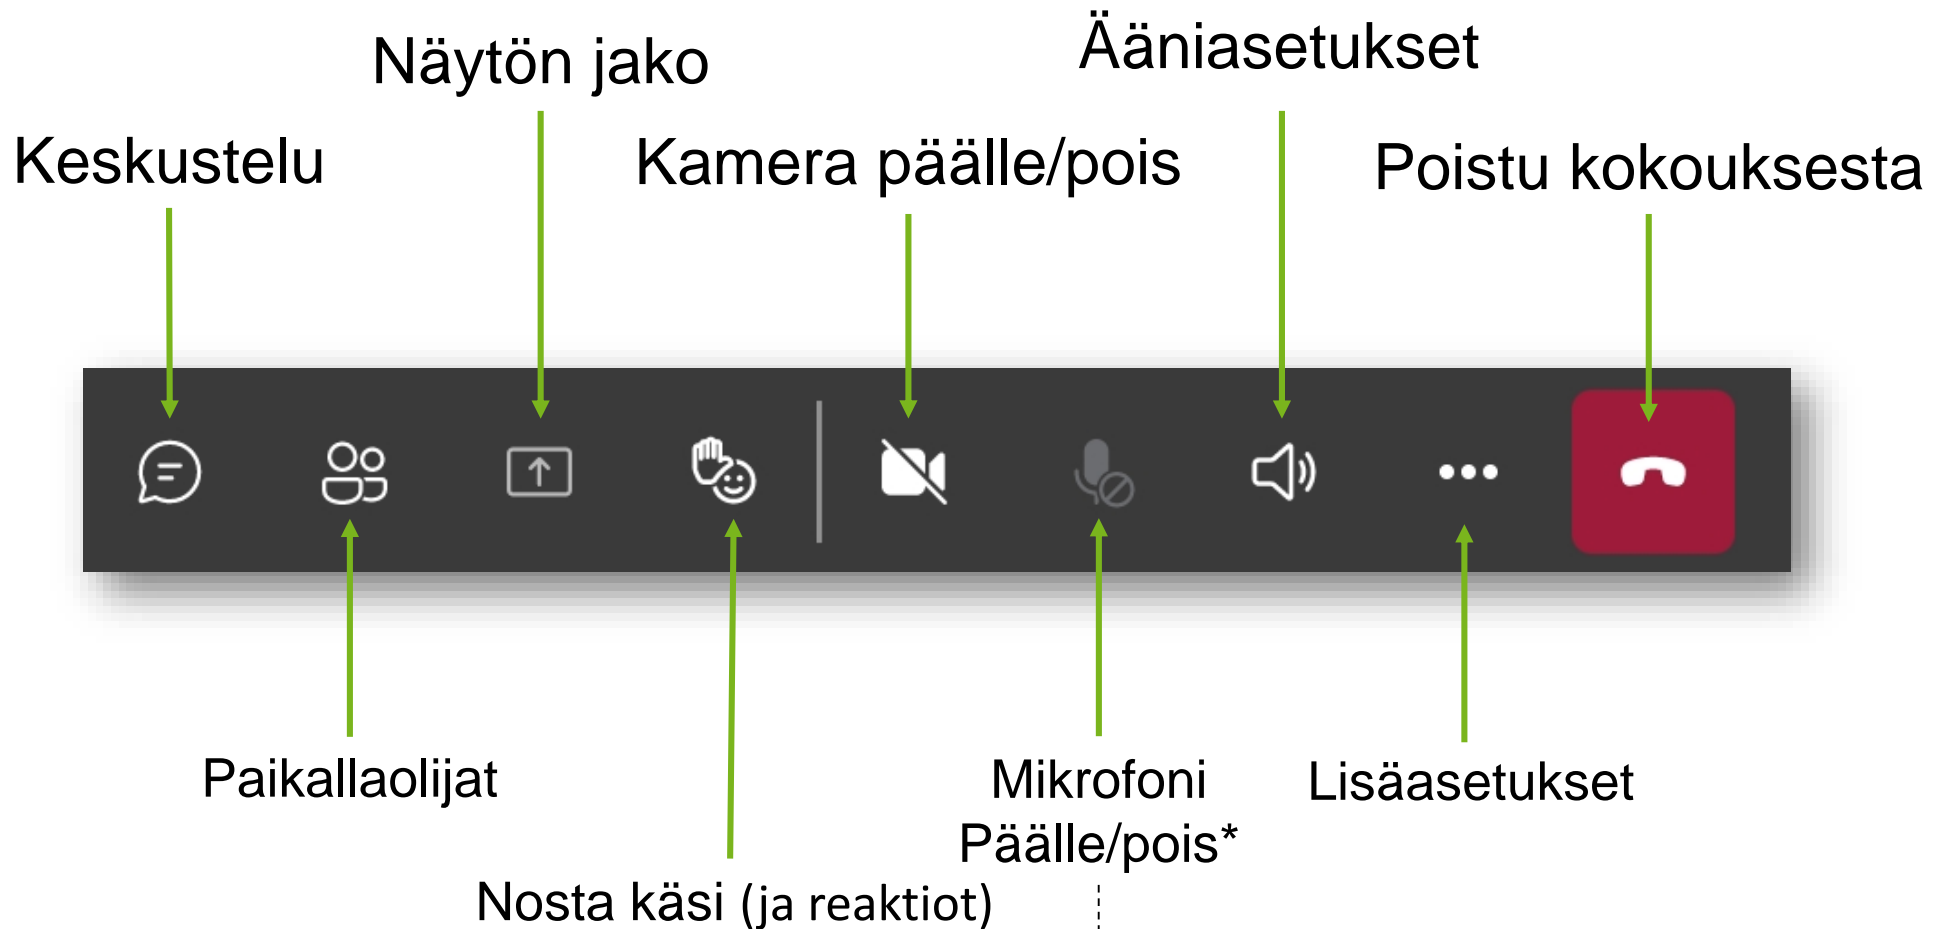 Näytön jako
Ääniasetukset
Keskustelu
Kamera päälle/pois
Poistu kokouksesta
Paikallaolijat
Mikrofoni
Päälle/pois*
Lisäasetukset
Nosta käsi (ja reaktiot)